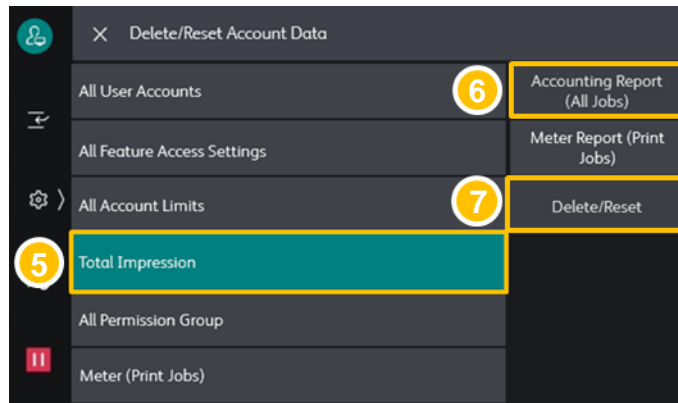 Delete/Reset Account Data
All User Accounts
6
Accounting Report
(All Jobs)
All Feature Access Settings
Meter Report (Print
Jobs)
All Account Limits
7
Delete/Reset
5
Total Impression
All Permission Group
Meter (Print Jobs)